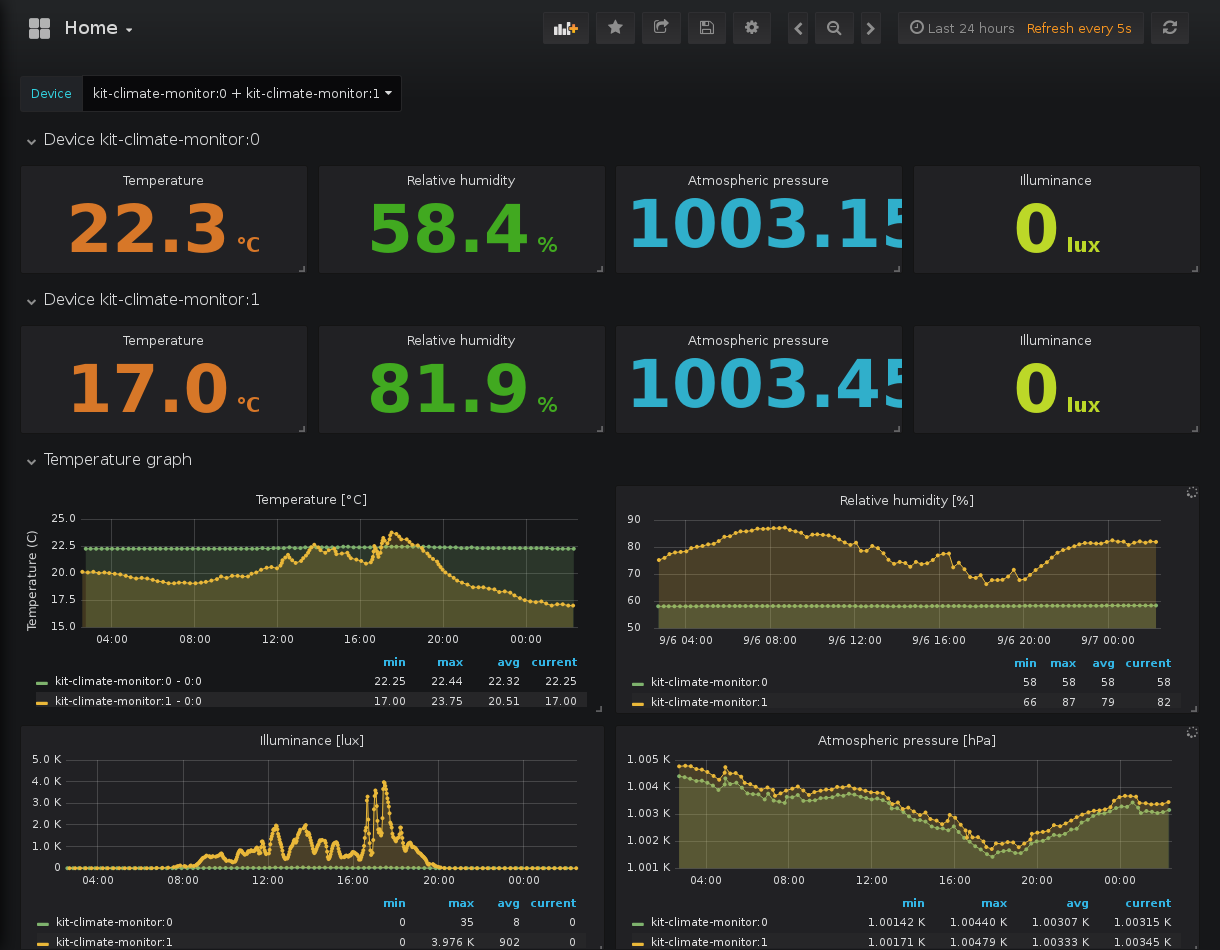 Home
Last 24 hours Refresh every 5s
Device kit-climate-monitor:0 + kit-climate-monitor:1
Device kit-climate-monitor:0
Temperature
22.3 °C
Relative humidity
58.4 %
Atmospheric pressure
1003.15
Illuminance
0 lux
Device kit-climate-monitor:1
Temperature
17.0 °C
Relative humidity
81.9 %
Atmospheric pressure
1003.45
Illuminance
0 lux
Temperature graph
Temperature [°C]
Temperature (C)
25.0
22.5
20.0
17.5
15.0
04:00 08:00 12:00 16:00 20:00 00:00
min max avg current
kit-climate-monitor:0 - 0:0 22.25 22.44 22.32 22.25
kit-climate-monitor:1 - 0:0 17.00 23.75 20.51 17.00
Relative humidity [%]
90
80
70
60
50
9/6 04:00 9/6 08:00 9/6 12:00 9/6 16:00 9/6 20:00 9/7 00:00
min max avg current
kit-climate-monitor:0 58 58 58 58
kit-climate-monitor:1 66 87 79 82
Illuminance [lux]
5.0 K
4.0 K
3.0 K
2.0 K
1.0 K
0
04:00 08:00 12:00 16:00 20:00 00:00
min max avg current
kit-climate-monitor:0 0 35 8 0
kit-climate-monitor:1 0 3.976 K 902 0
Atmospheric pressure [hPa]
1.005 K
1.004 K
1.003 K
1.002 K
1.001 K
04:00 08:00 12:00 16:00 20:00 00:00
min max avg current
kit-climate-monitor:0 1.00142 K 1.00440 K 1.00307 K 1.00315 K
kit-climate-monitor:1 1.00171 K 1.00479 K 1.00333 K 1.00345 K